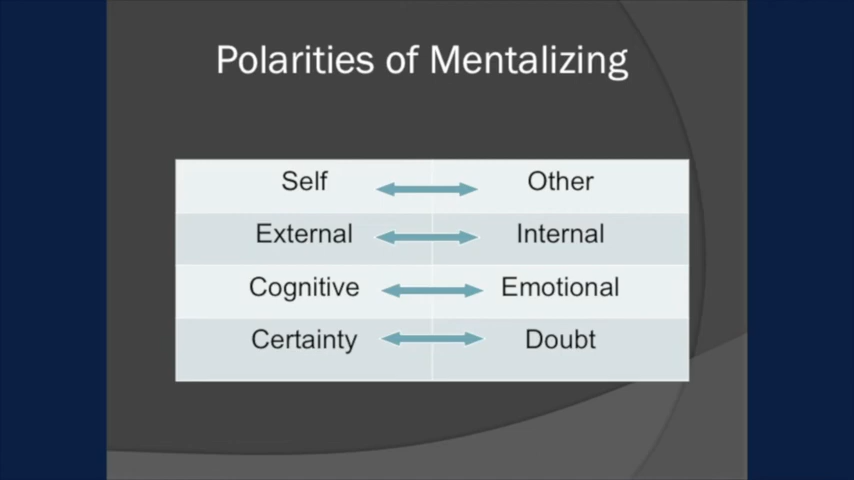 Polarities of Mentalizing
Self Other
External Internal
Cognitive Emotional
Certainty Doubt